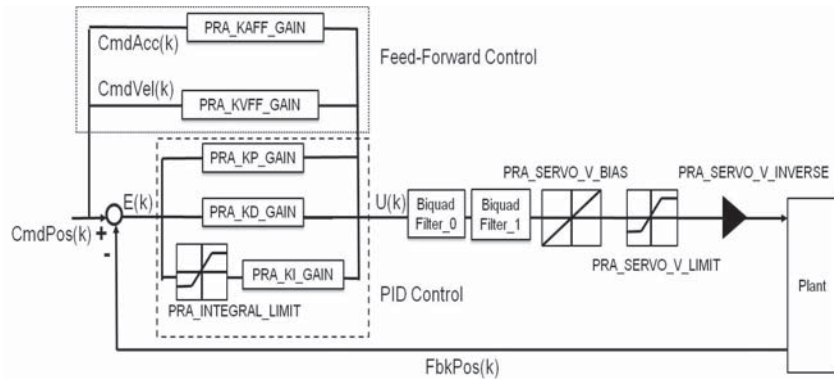 PRA_KAFF_GAIN
CmdAcc(k)
Feed-Forward Control
CmdVel(k)
PRA_KVFF_GAIN
PRA_KP_GAIN
PRA_SERVO_V_BIAS
PRA_SERVO_V_INVERSE
E(k)
PRA_KD_GAIN
U(k)
Biquad
Filter_0
Biquad
Filter_1
CmdPos(k)
+
-
PRA_KI_GAIN
PRA_SERVO_V_LIMIT
Plant
PRA_INTEGRAL_LIMIT
PID Control
FbkPos(k)